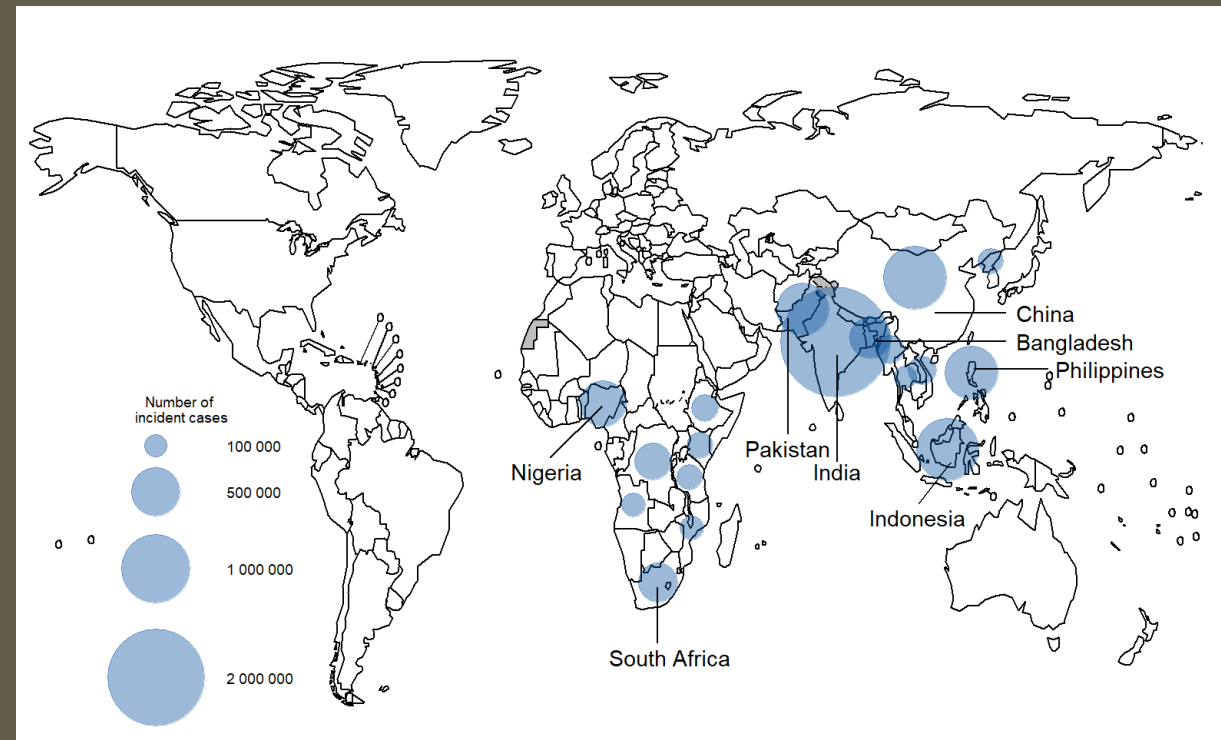 China
Bangladesh
Philippines
Number of
incident cases
100 000
Pakistan
Nigeria
India
500 000
Indonesia
1 000 000
South Africa
2 000 000